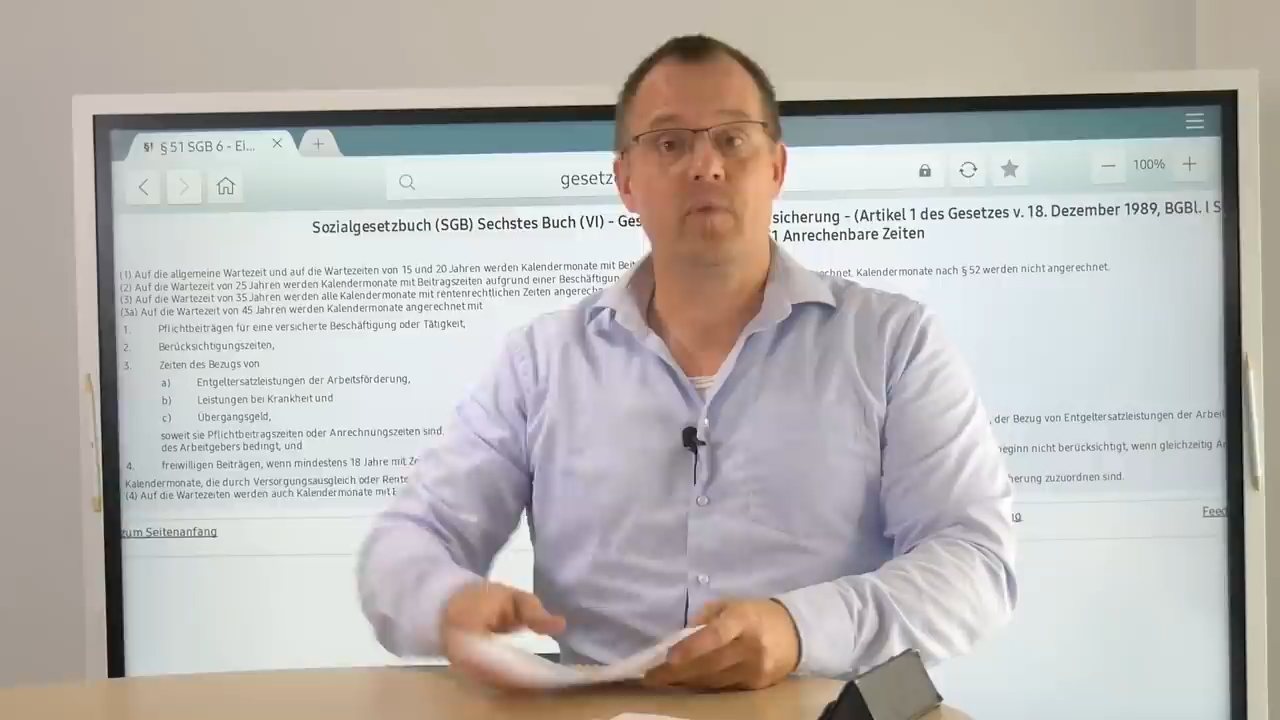 § 51 SGB 6 - Ei...
gesetz
100%
Sozialgesetzbuch (SGB) Sechstes Buch (VI) - Ges sicherung - (Artikel 1 des Gesetzes v. 18. Dezember 1989, BGBl. I S
1 Anrechenbare Zeiten
(1) Auf die allgemeine Wartezeit und auf die Wartezeiten von 15 und 20 Jahren werden Kalendermonate mit Beit
(2) Auf die Wartezeit von 25 Jahren werden Kalendermonate mit Beitragszeiten aufgrund einer Beschäftigun chnet. Kalendermonate nach § 52 werden nicht angerechnet.
(3) Auf die Wartezeit von 35 Jahren werden alle Kalendermonate mit rentenrechtlichen Zeiten angerech
(3a) Auf die Wartezeit von 45 Jahren werden Kalendermonate angerechnet mit
1. Pflichtbeiträgen für eine versicherte Beschäftigung oder Tätigkeit,
2. Berücksichtigungszeiten,
3. Zeiten des Bezugs von
a) Entgeltersatzleistungen der Arbeitsförderung,
b) Leistungen bei Krankheit und
c) Übergangsgeld,
soweit sie Pflichtbeitragszeiten oder Anrechnungszeiten sind , der Bezug von Entgeltersatzleistungen der Arbei
des Arbeitgebers bedingt, und
4. freiwilligen Beiträgen, wenn mindestens 18 Jahre mit Ze eginn nicht berücksichtigt, wenn gleichzeitig A
Kalendermonate, die durch Versorgungsausgleich oder Rente herung zuzuordnen sind.
(4) Auf die Wartezeiten werden auch Kalendermonate mit E
zum Seitenanfang ng Feed